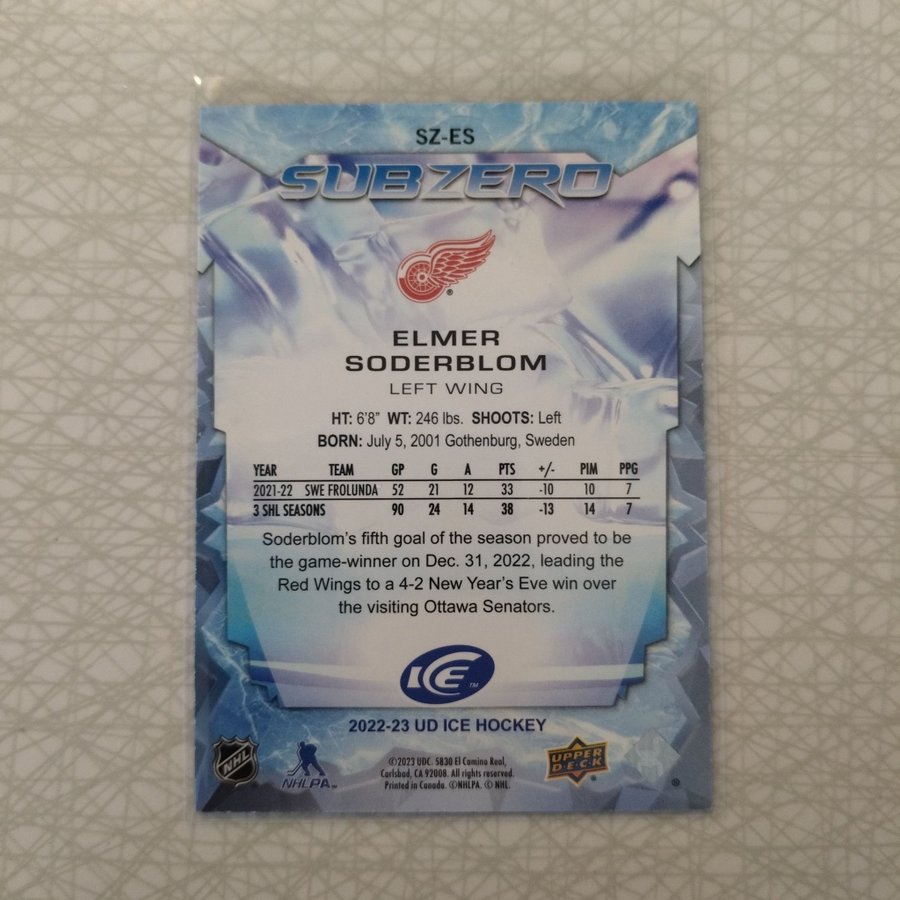 SZ-ES
SUBZERO
ELMER
SODERBLOM
LEFT WING
HT: 6'8" WT: 246 lbs. SHOOTS: Left
BORN: July 5, 2001 Gothenburg, Sweden
YEAR TEAM GP G A PTS +/- PIM PPG
2021-22 SWE FROLUNDA 52 21 12 33 -10 10 7
3 SHL SEASONS 90 24 14 38 -13 14 7
Soderblom's fifth goal of the season proved to be
the game-winner on Dec. 31, 2022, leading the
Red Wings to a 4-2 New Year's Eve win over
the visiting Ottawa Senators.
ICE TM
2022-23 UD ICE HOCKEY
NHL
NHLPA
©2023 UDC. 5830 El Camino Real,
Carlsbad, CA 92008. All rights reserved.
Printed in Canada. ©NHLPA. © NHL.
UPPER
DECK